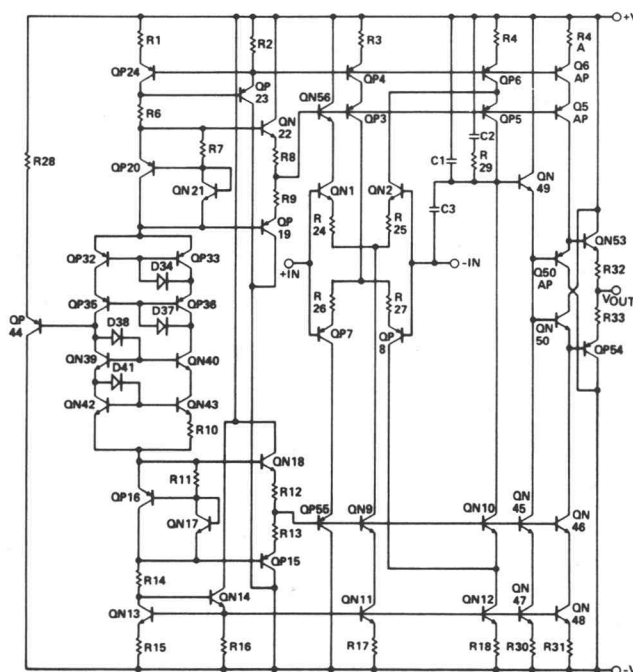 +V
R1
R2
R3
R4
R4
A
QP24
QP
23
QP4
QP6
Q6
AP
R6
QN
22
QN56
QP3
QP5
Q5
AP
R7
R8
C1
C2
R
29
R28
QP20
QN21
R9
QN1
QN2
QN
49
QP
19
R
24
R
25
C3
QP32
D34
QP33
+IN
-IN
Q50
AP
QN53
R32
VOUT
R33
QP35
D37
QP36
R
26
R
27
QP
44
D38
QP7
QP
8
QN
50
QP54
QN39
QN40
D41
QN42
QN43
R10
QN18
R11
R12
QP16
QN17
R13
QP55
QN9
QN10
QN
45
QN
46
QP15
R14
QN14
QN13
QN11
QN12
QN
47
QN
48
R15
R16
R17
R18
R30
R31
-V